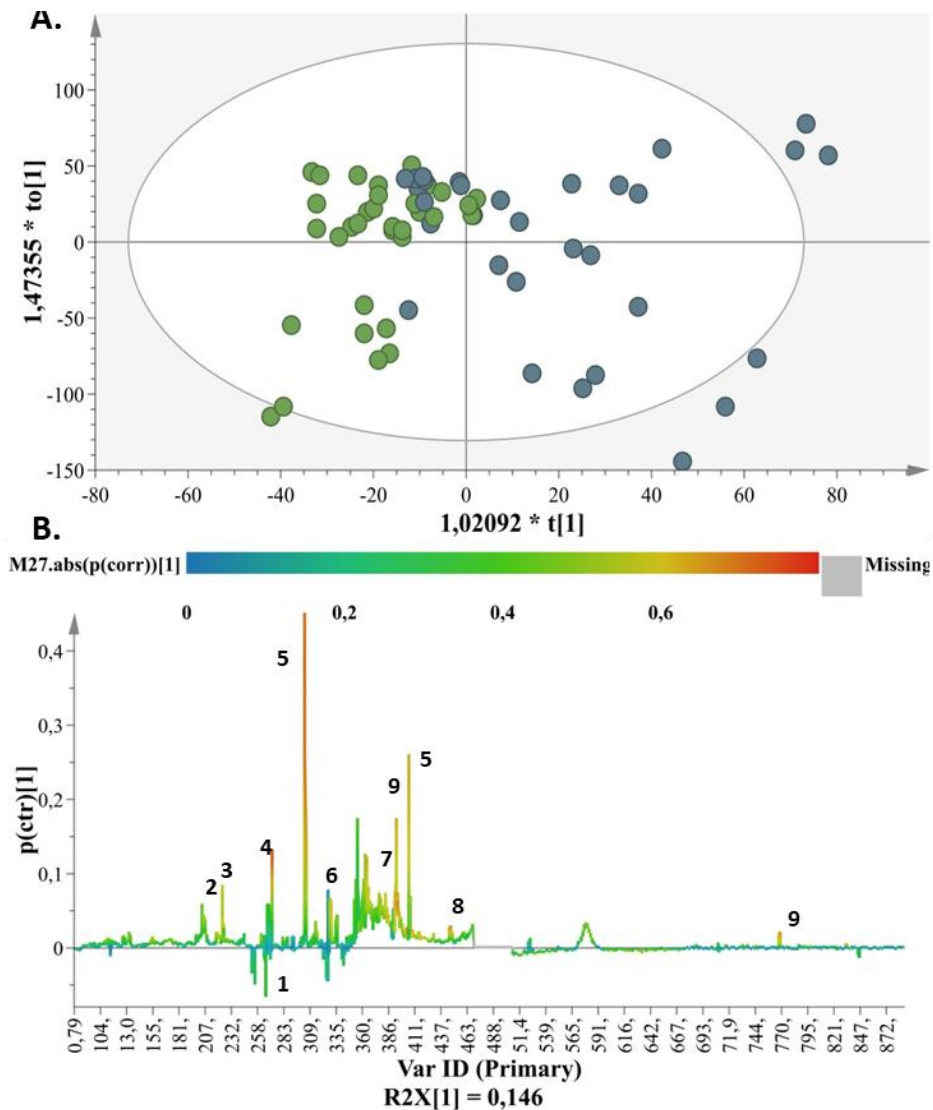 A.
1,47355 * to[1]
100
50
0
-50
-100
-150
-80 -60 -40 -20 0 20 40 60 80
1,02092 * t[1]
B.
M27.abs(p(corr))[1] Missing
0 0,2 0,4 0,6
p(ctr)[1]
0,4
0,3
0,2
0,1
0
5
5
9
4
7
6
3
2
8
9
1
0,79 104, 13,0 155, 181, 207, 232, 258, 283, 309, 335, 360, 386, 411, 437, 463, 488, 51,4 539, 565, 591, 616, 642, 667, 693, 71,9 744, 770, 795, 821, 847, 872,
Var ID (Primary)
R2X[1] = 0,146